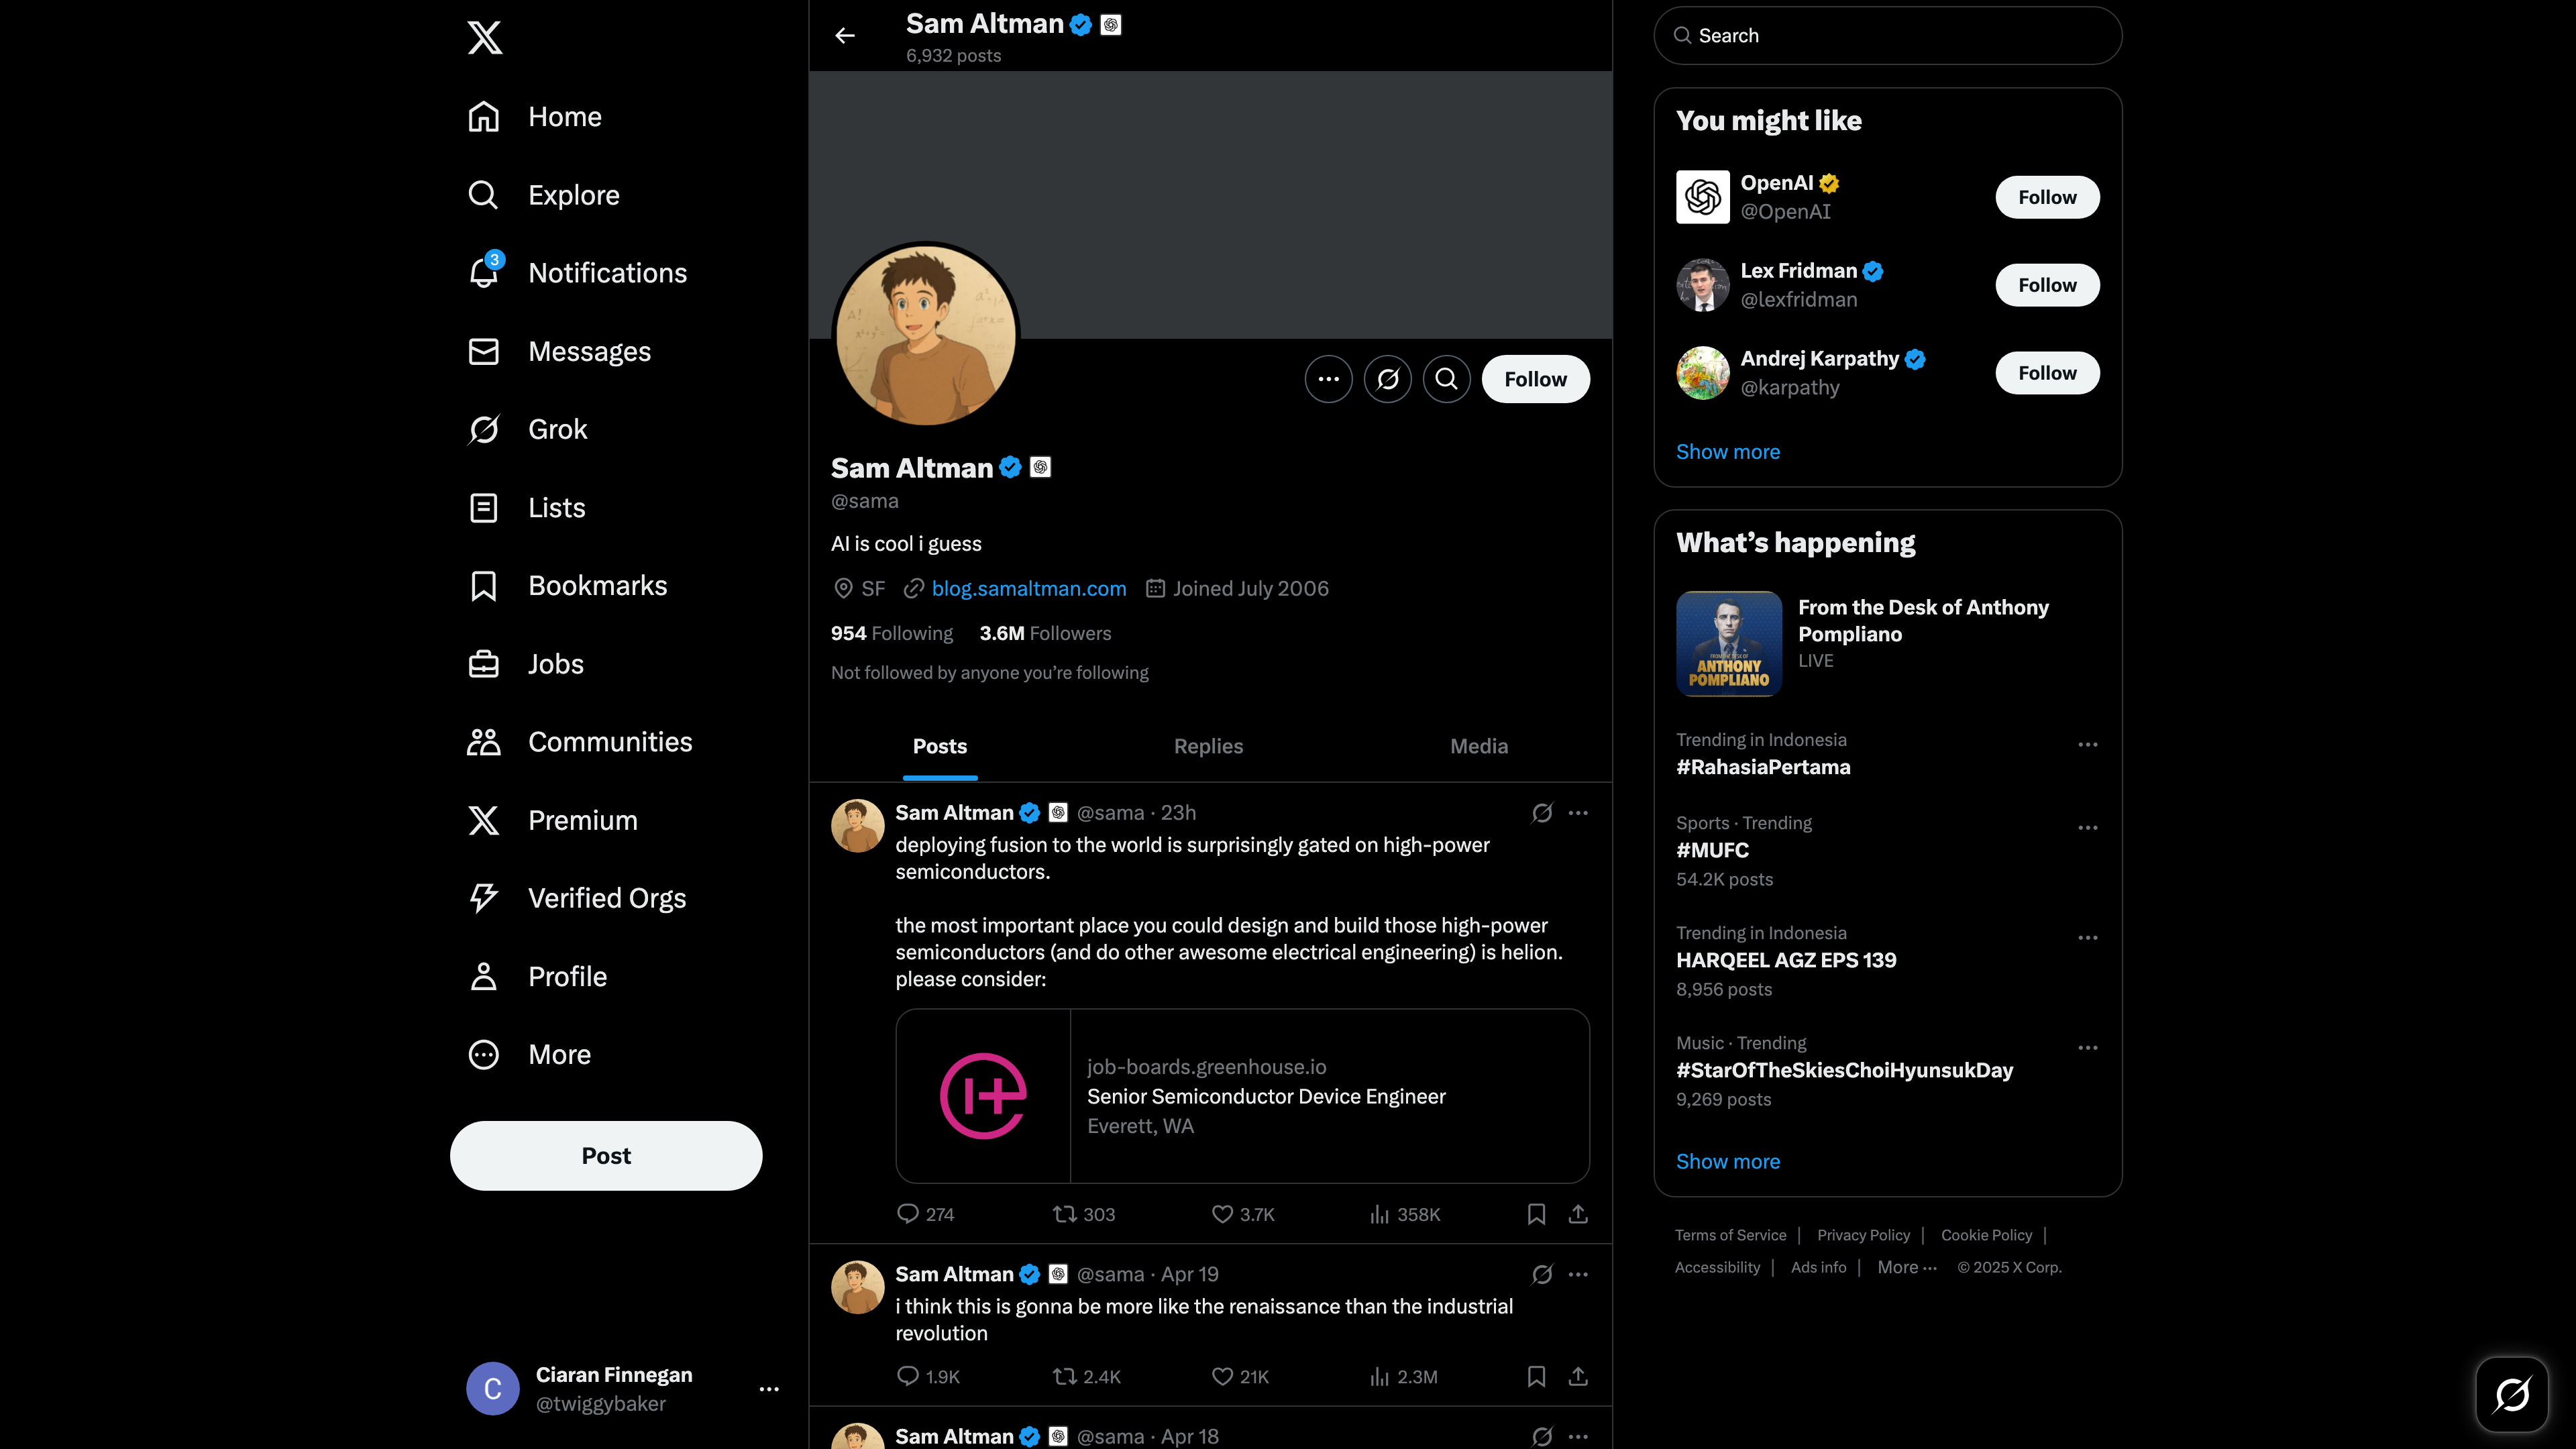 Home
Explore
3
Notifications
Messages
Grok
Lists
Bookmarks
Jobs
Communities
Premium
Verified Orgs
Profile
More
Post
C
Ciaran Finnegan
@twiggybaker
Sam Altman
6,932 posts
Follow
Sam Altman
@sama
AI is cool i guess
SF blog.samaltman.com Joined July 2006
954 Following 3.6M Followers
Not followed by anyone you’re following
Posts Replies Media
Sam Altman @sama · 23h
deploying fusion to the world is surprisingly gated on high-power
semiconductors.
the most important place you could design and build those high-power
semiconductors (and do other awesome electrical engineering) is helion.
please consider:
job-boards.greenhouse.io
Senior Semiconductor Device Engineer
Everett, WA
274 303 3.7K 358K
Sam Altman @sama · Apr 19
i think this is gonna be more like the renaissance than the industrial
revolution
1.9K 2.4K 21K 2.3M
Sam Altman @sama · Apr 18
Search
You might like
OpenAI
@OpenAI
Follow
Lex Fridman
@lexfridman
Follow
Andrej Karpathy
@karpathy
Follow
Show more
What’s happening
FROM THE DESK OF
ANTHONY
POMPLIANO
From the Desk of Anthony
Pompliano
LIVE
Trending in Indonesia
#RahasiaPertama
Sports · Trending
#MUFC
54.2K posts
Trending in Indonesia
HARQEEL AGZ EPS 139
8,956 posts
Music · Trending
#StarOfTheSkiesChoiHyunsukDay
9,269 posts
Show more
Terms of Service | Privacy Policy | Cookie Policy |
Accessibility | Ads info | More ··· © 2025 X Corp.